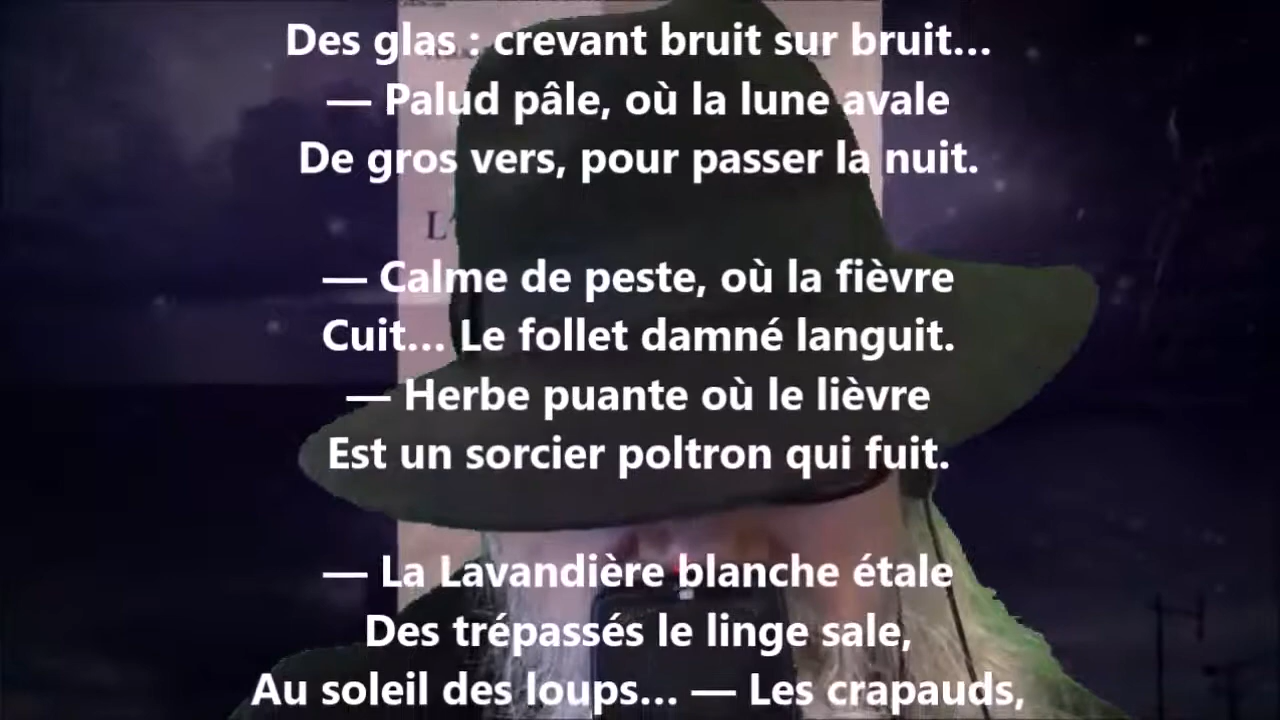 Des glas : crevant bruit sur bruit...
— Palud pâle, où la lune avale
De gros vers, pour passer la nuit.
— Calme de peste, où la fièvre
Cuit... Le follet damné languit.
— Herbe puante où le lièvre
Est un sorcier poltron qui fuit.
— La Lavandière blanche étale
Des trépassés le linge sale,
Au soleil des loups... — Les crapauds,